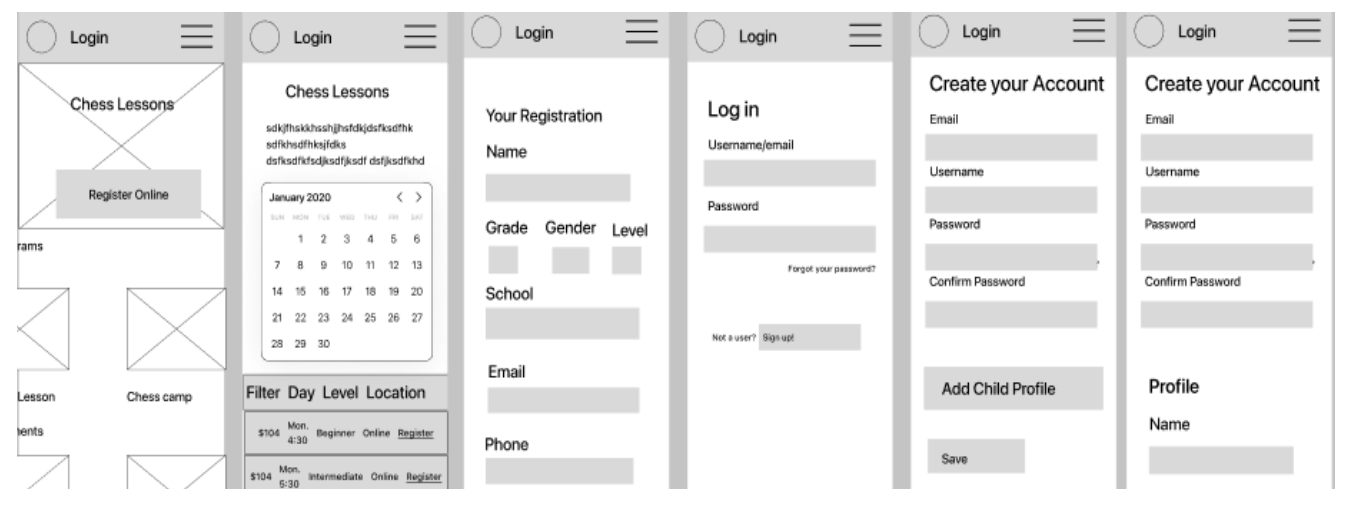 Login
Chess Lessons
Register Online
rams
Lesson Chess camp
ents
Login
Chess Lessons
sdkjfhskkhsshjjhsfdkjdsfksdfhk
sdfkhsdfhksjfdks
dsfksdfkfsdjksdfjksdf dsfjksdfkhd
January 2020 < >
SUN MON TUE WED THU FRI SAT
1 2 3 4 5 6
7 8 9 10 11 12 13
14 15 16 17 18 19 20
21 22 23 24 25 26 27
28 29 30
Filter Day Level Location
$104 Mon. 4:30 Beginner Online Register
$104 Mon. 5:30 Intermediate Online Register
Login
Your Registration
Name
Grade Gender Level
School
Email
Phone
Login
Log in
Username/email
Password
Forgot your password?
Not a user? Sign up!
Login
Create your Account
Email
Username
Password
Confirm Password
Add Child Profile
Save
Login
Create your Account
Email
Username
Password
Confirm Password
Profile
Name